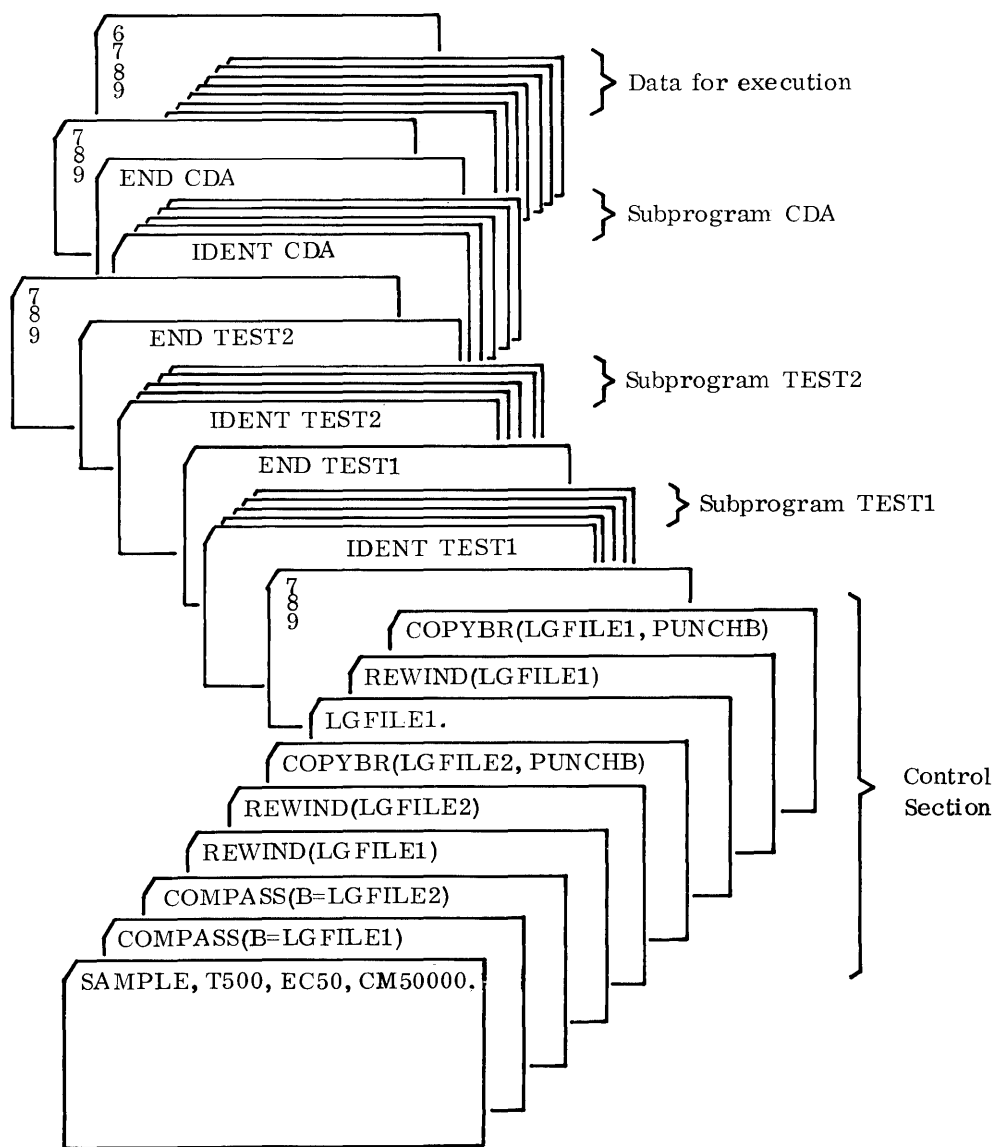 6
7
8
9
Data for execution
7
8
9
END CDA
Subprogram CDA
IDENT CDA
7
8
9
END TEST2
Subprogram TEST2
IDENT TEST2
END TEST1
Subprogram TEST1
IDENT TEST1
7
8
9
COPYBR(LGFILE1, PUNCHB)
REWIND(LGFILE1)
LGFILE1.
COPYBR(LGFILE2, PUNCHB)
REWIND(LGFILE2)
REWIND(LGFILE1)
COMPASS(B=LGFILE2)
COMPASS(B=LGFILE1)
SAMPLE, T500, EC50, CM50000.
Control
Section